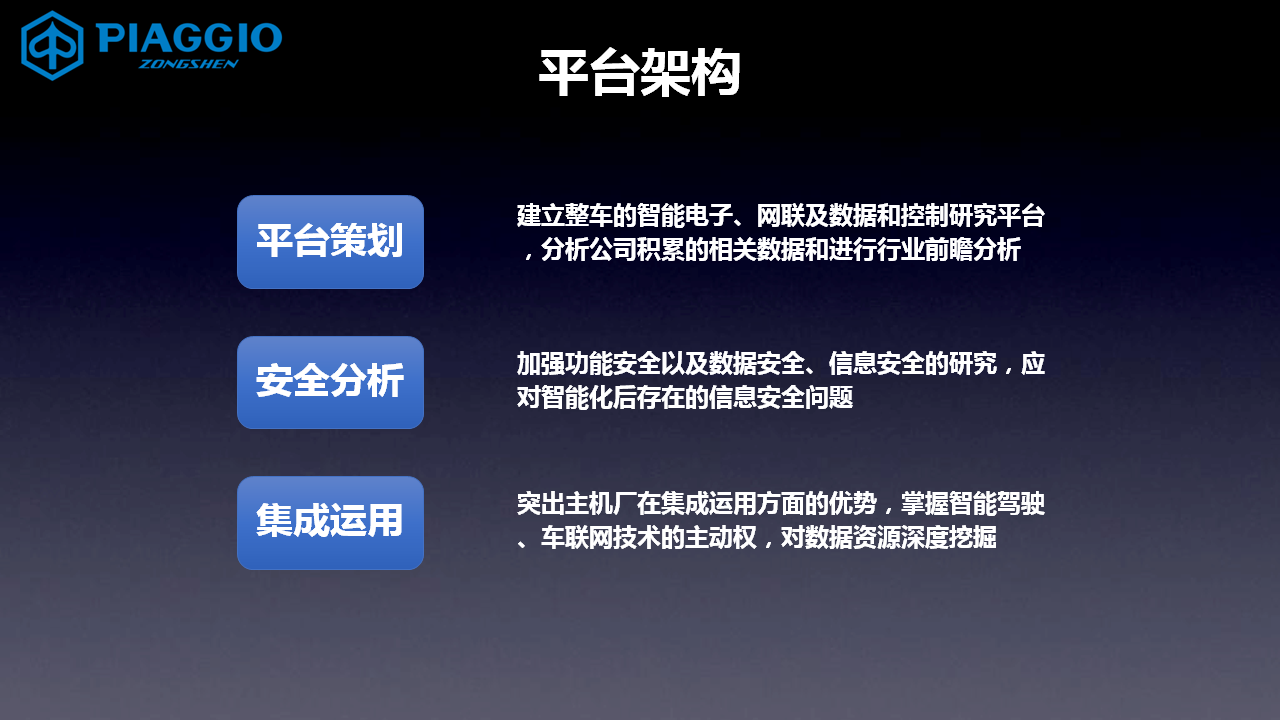 PIAGGIO
ZONGSHEN
平台架构
平台策划
建立整车的智能电子、网联及数据和控制研究平台
，分析公司积累的相关数据和进行行业前瞻分析
安全分析
加强功能安全以及数据安全、信息安全的研究，应
对智能化后存在的信息安全问题
集成运用
突出主机厂在集成运用方面的优势，掌握智能驾驶
、车联网技术的主动权，对数据资源深度挖掘